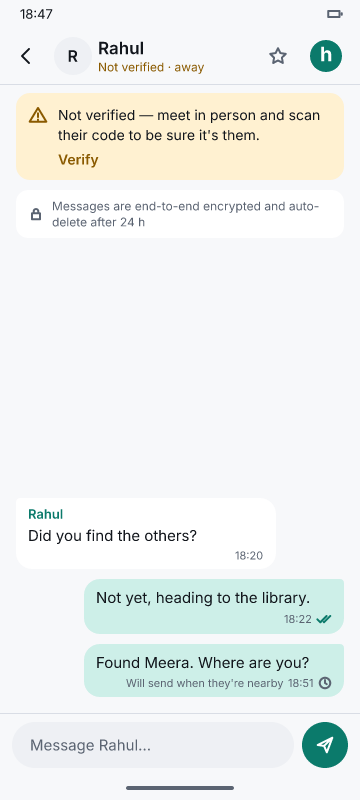 18:47
R
Rahul
Not verified · away
h
Not verified — meet in person and scan
their code to be sure it's them.
Verify
Messages are end-to-end encrypted and auto-
delete after 24 h
Rahul
Did you find the others?
18:20
Not yet, heading to the library.
18:22
Found Meera. Where are you?
Will send when they're nearby 18:51
Message Rahul...